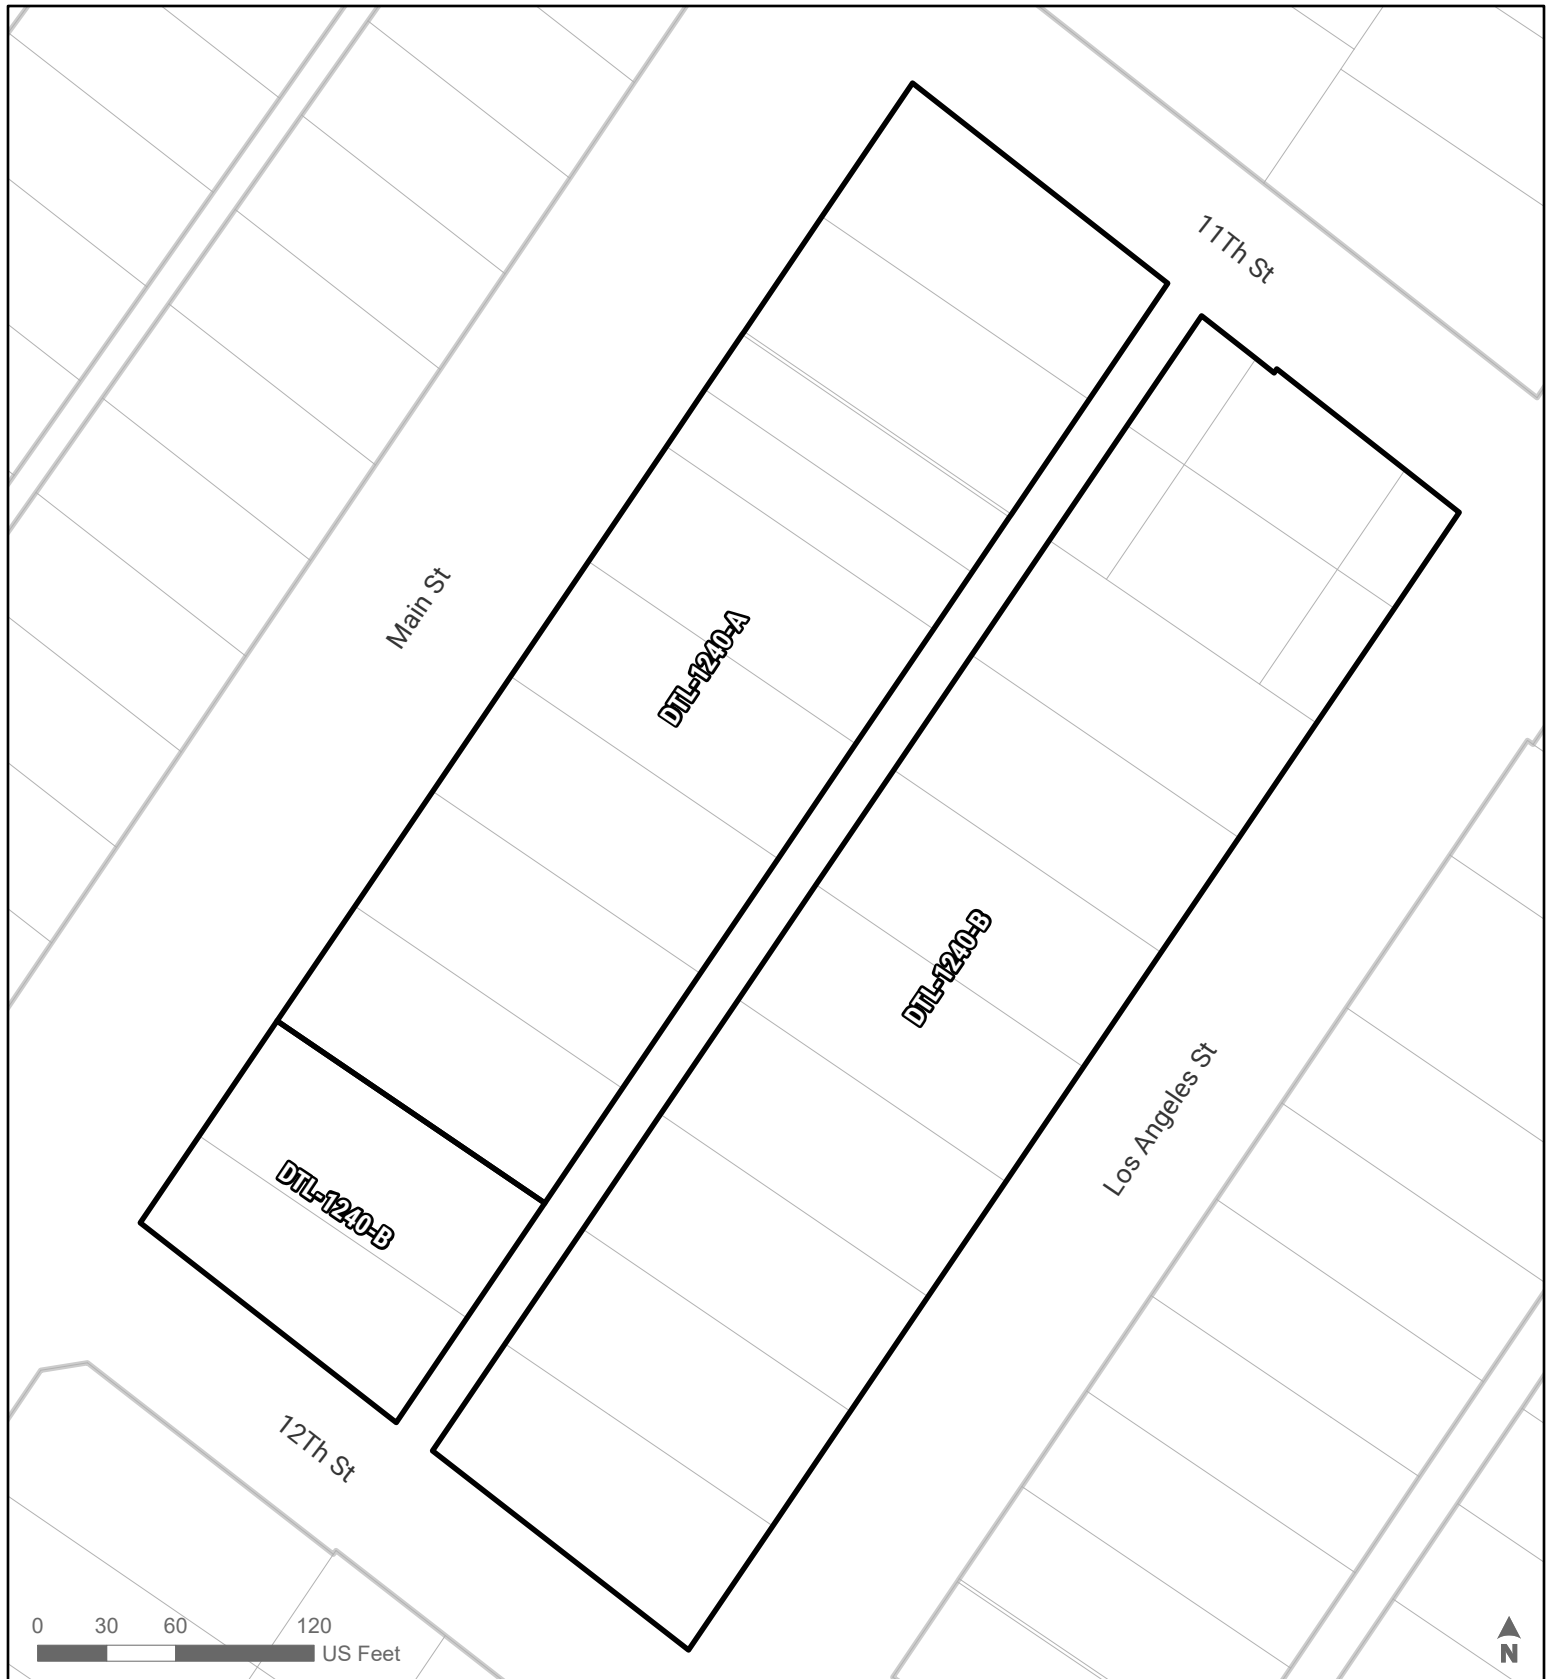 11Th St
Main St
DTL-1240-A
DTL-1240-B
Los Angeles St
DTL-1240-B
12Th St
0 30 60 120
US Feet
N